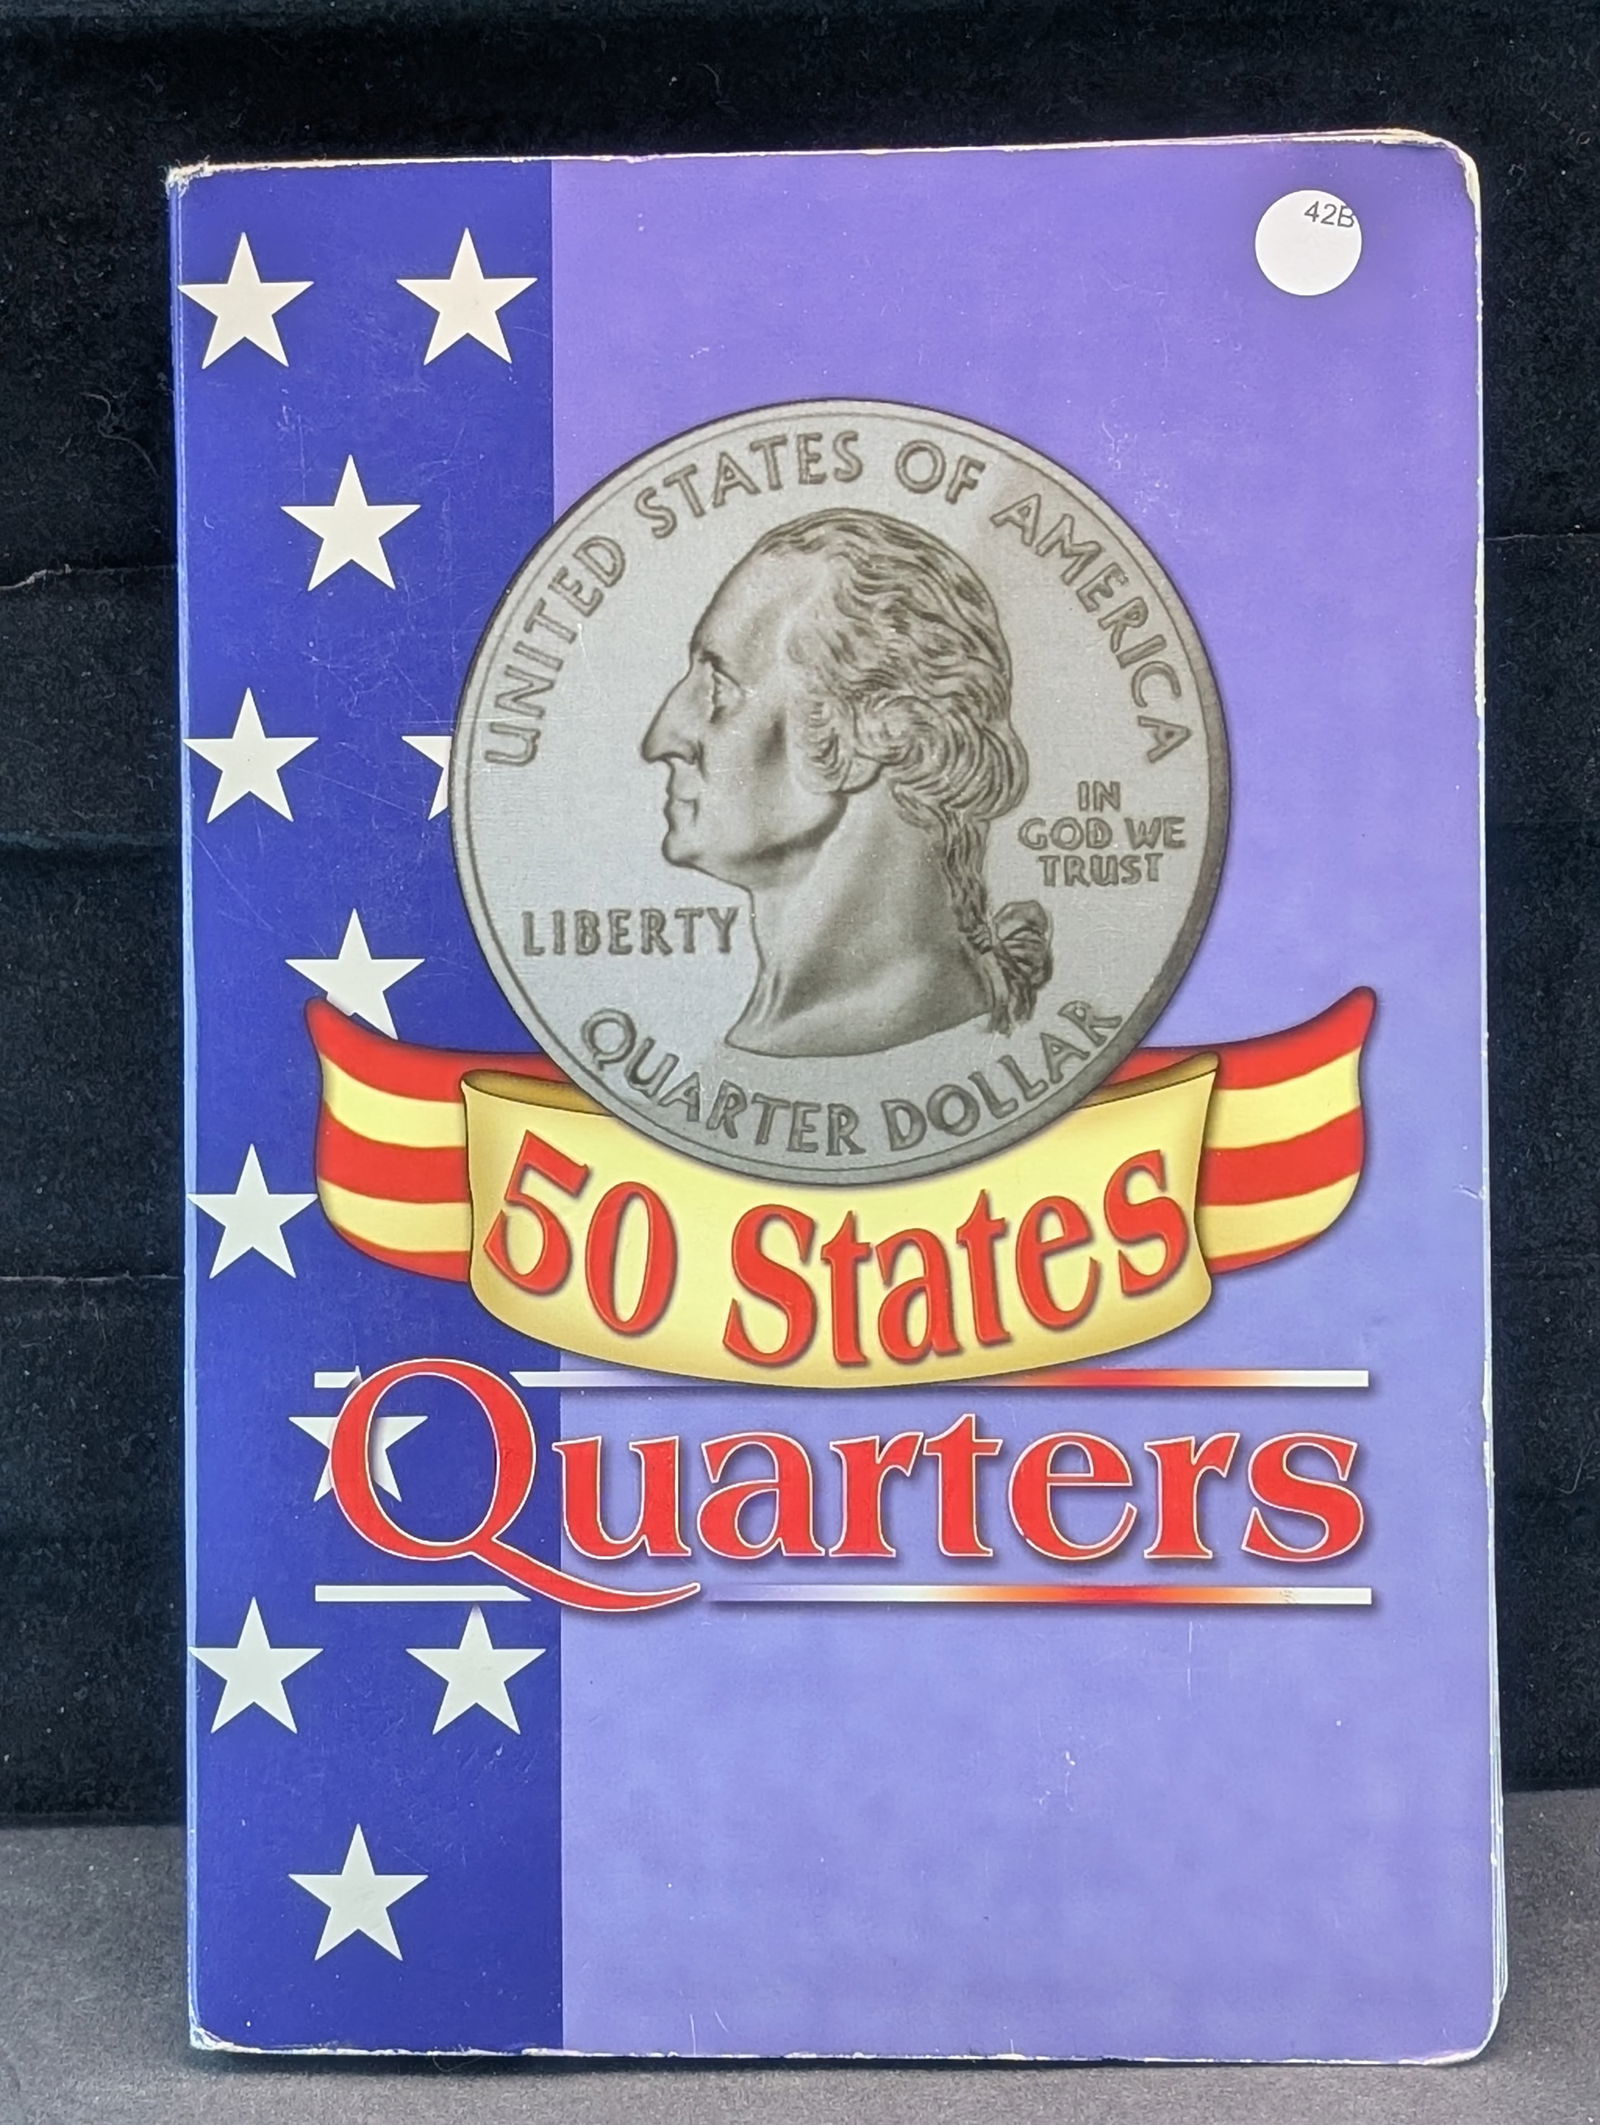 42B
UNITED STATES OF AMERICA
IN
GOD WE
TRUST
LIBERTY
QUARTER DOLLAR
50 States
Quarters